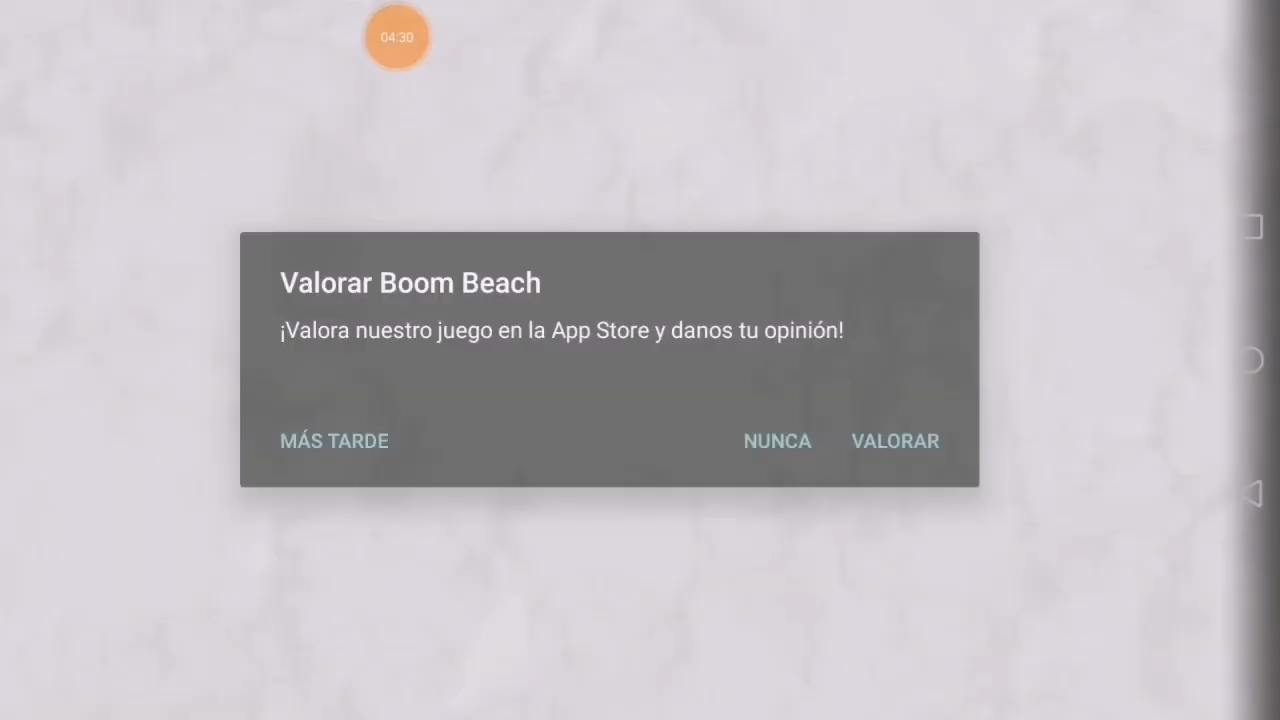 04:30
Valorar Boom Beach
¡Valora nuestro juego en la App Store y danos tu opinión!
MÁS TARDE
NUNCA
VALORAR